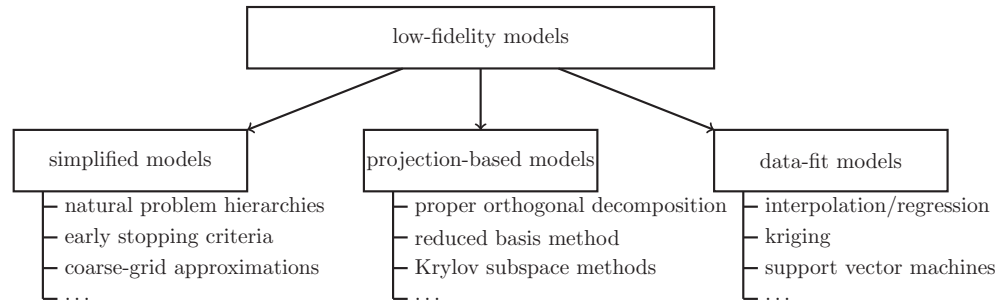 low-fidelity models
simplified models
natural problem hierarchies
early stopping criteria
coarse-grid approximations
...
projection-based models
proper orthogonal decomposition
reduced basis method
Krylov subspace methods
...
data-fit models
interpolation/regression
kriging
support vector machines
...